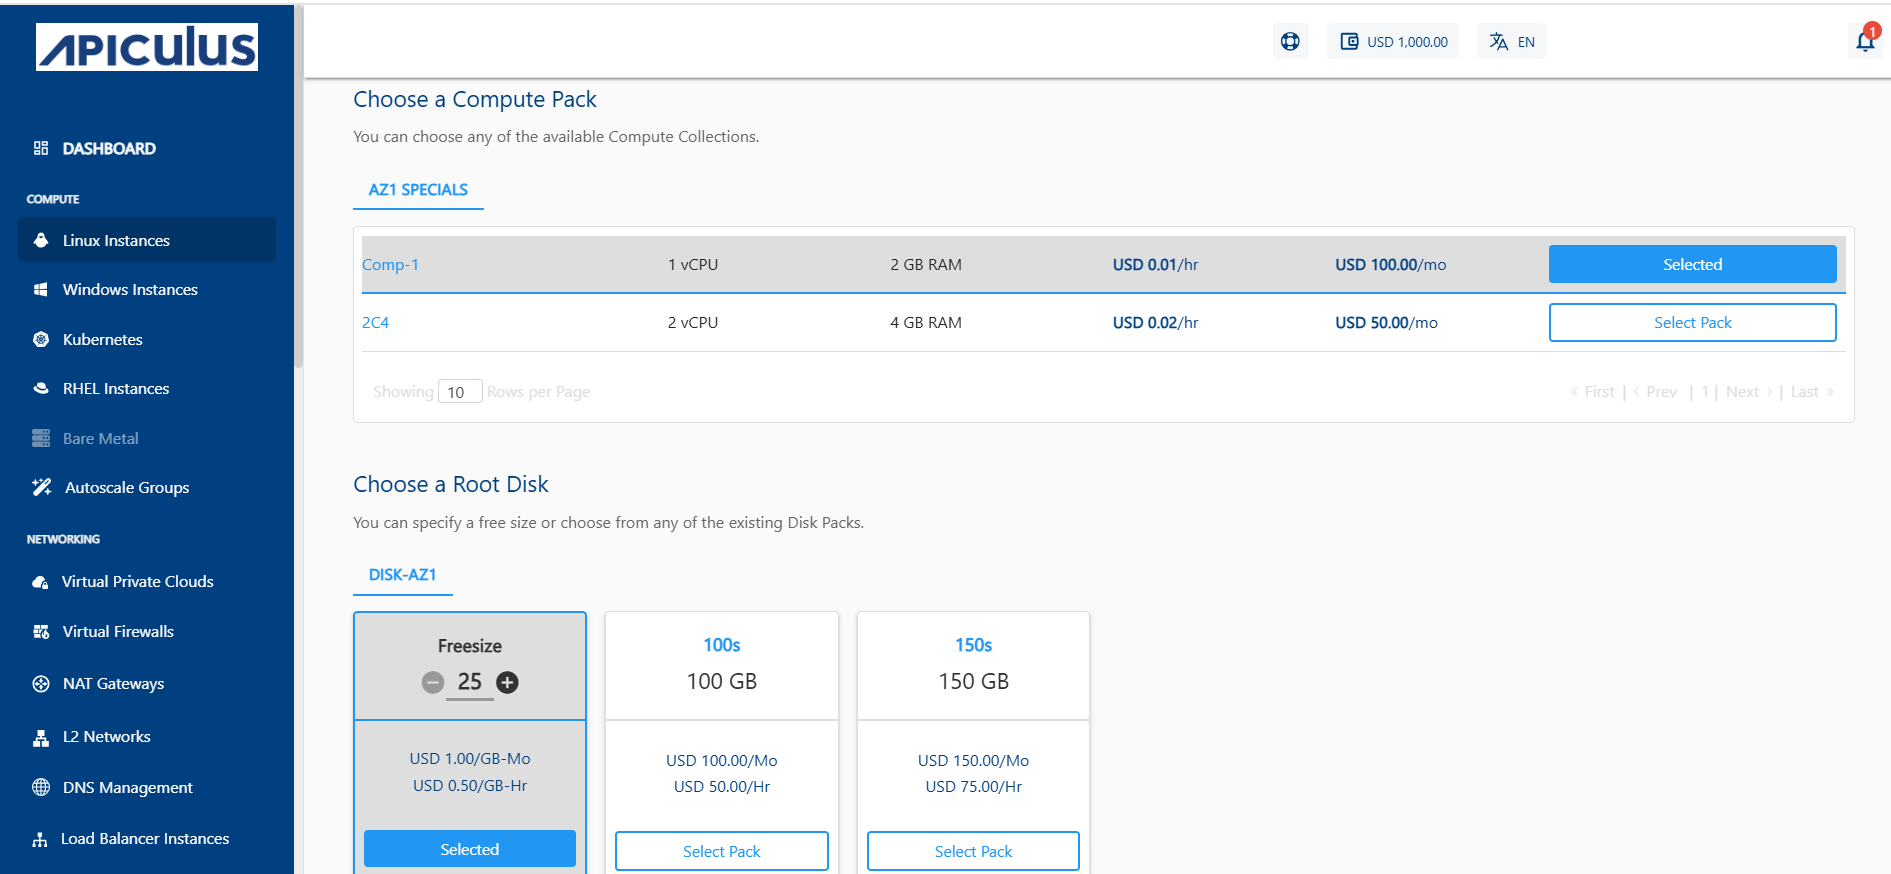 APICULUS
USD 1,000.00
EN
1
DASHBOARD
COMPUTE
Linux Instances
Windows Instances
Kubernetes
RHEL Instances
Bare Metal
Autoscale Groups
NETWORKING
Virtual Private Clouds
Virtual Firewalls
NAT Gateways
L2 Networks
DNS Management
Load Balancer Instances
Choose a Compute Pack
You can choose any of the available Compute Collections.
AZ1 SPECIALS
Comp-1 1 vCPU 2 GB RAM USD 0.01/hr USD 100.00/mo Selected
2C4 2 vCPU 4 GB RAM USD 0.02/hr USD 50.00/mo Select Pack
Showing 10 Rows per Page « First | ‹ Prev | 1 | Next › | Last »
Choose a Root Disk
You can specify a free size or choose from any of the existing Disk Packs.
DISK-AZ1
Freesize
25
USD 1.00/GB-Mo
USD 0.50/GB-Hr
Selected
100s
100 GB
USD 100.00/Mo
USD 50.00/Hr
Select Pack
150s
150 GB
USD 150.00/Mo
USD 75.00/Hr
Select Pack